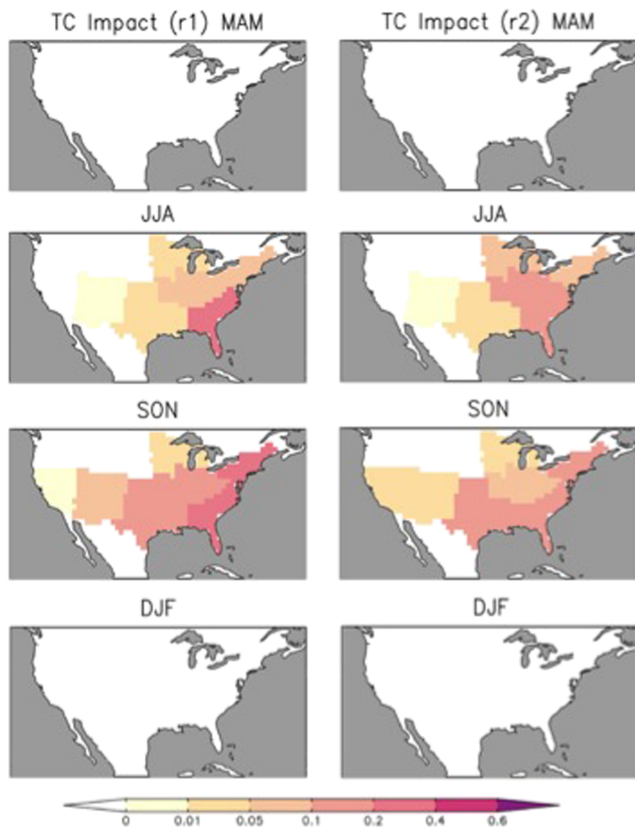 TC Impact (r1) MAM TC Impact (r2) MAM
JJA JJA
SON SON
DJF DJF
0 0.01 0.05 0.1 0.2 0.4 0.6